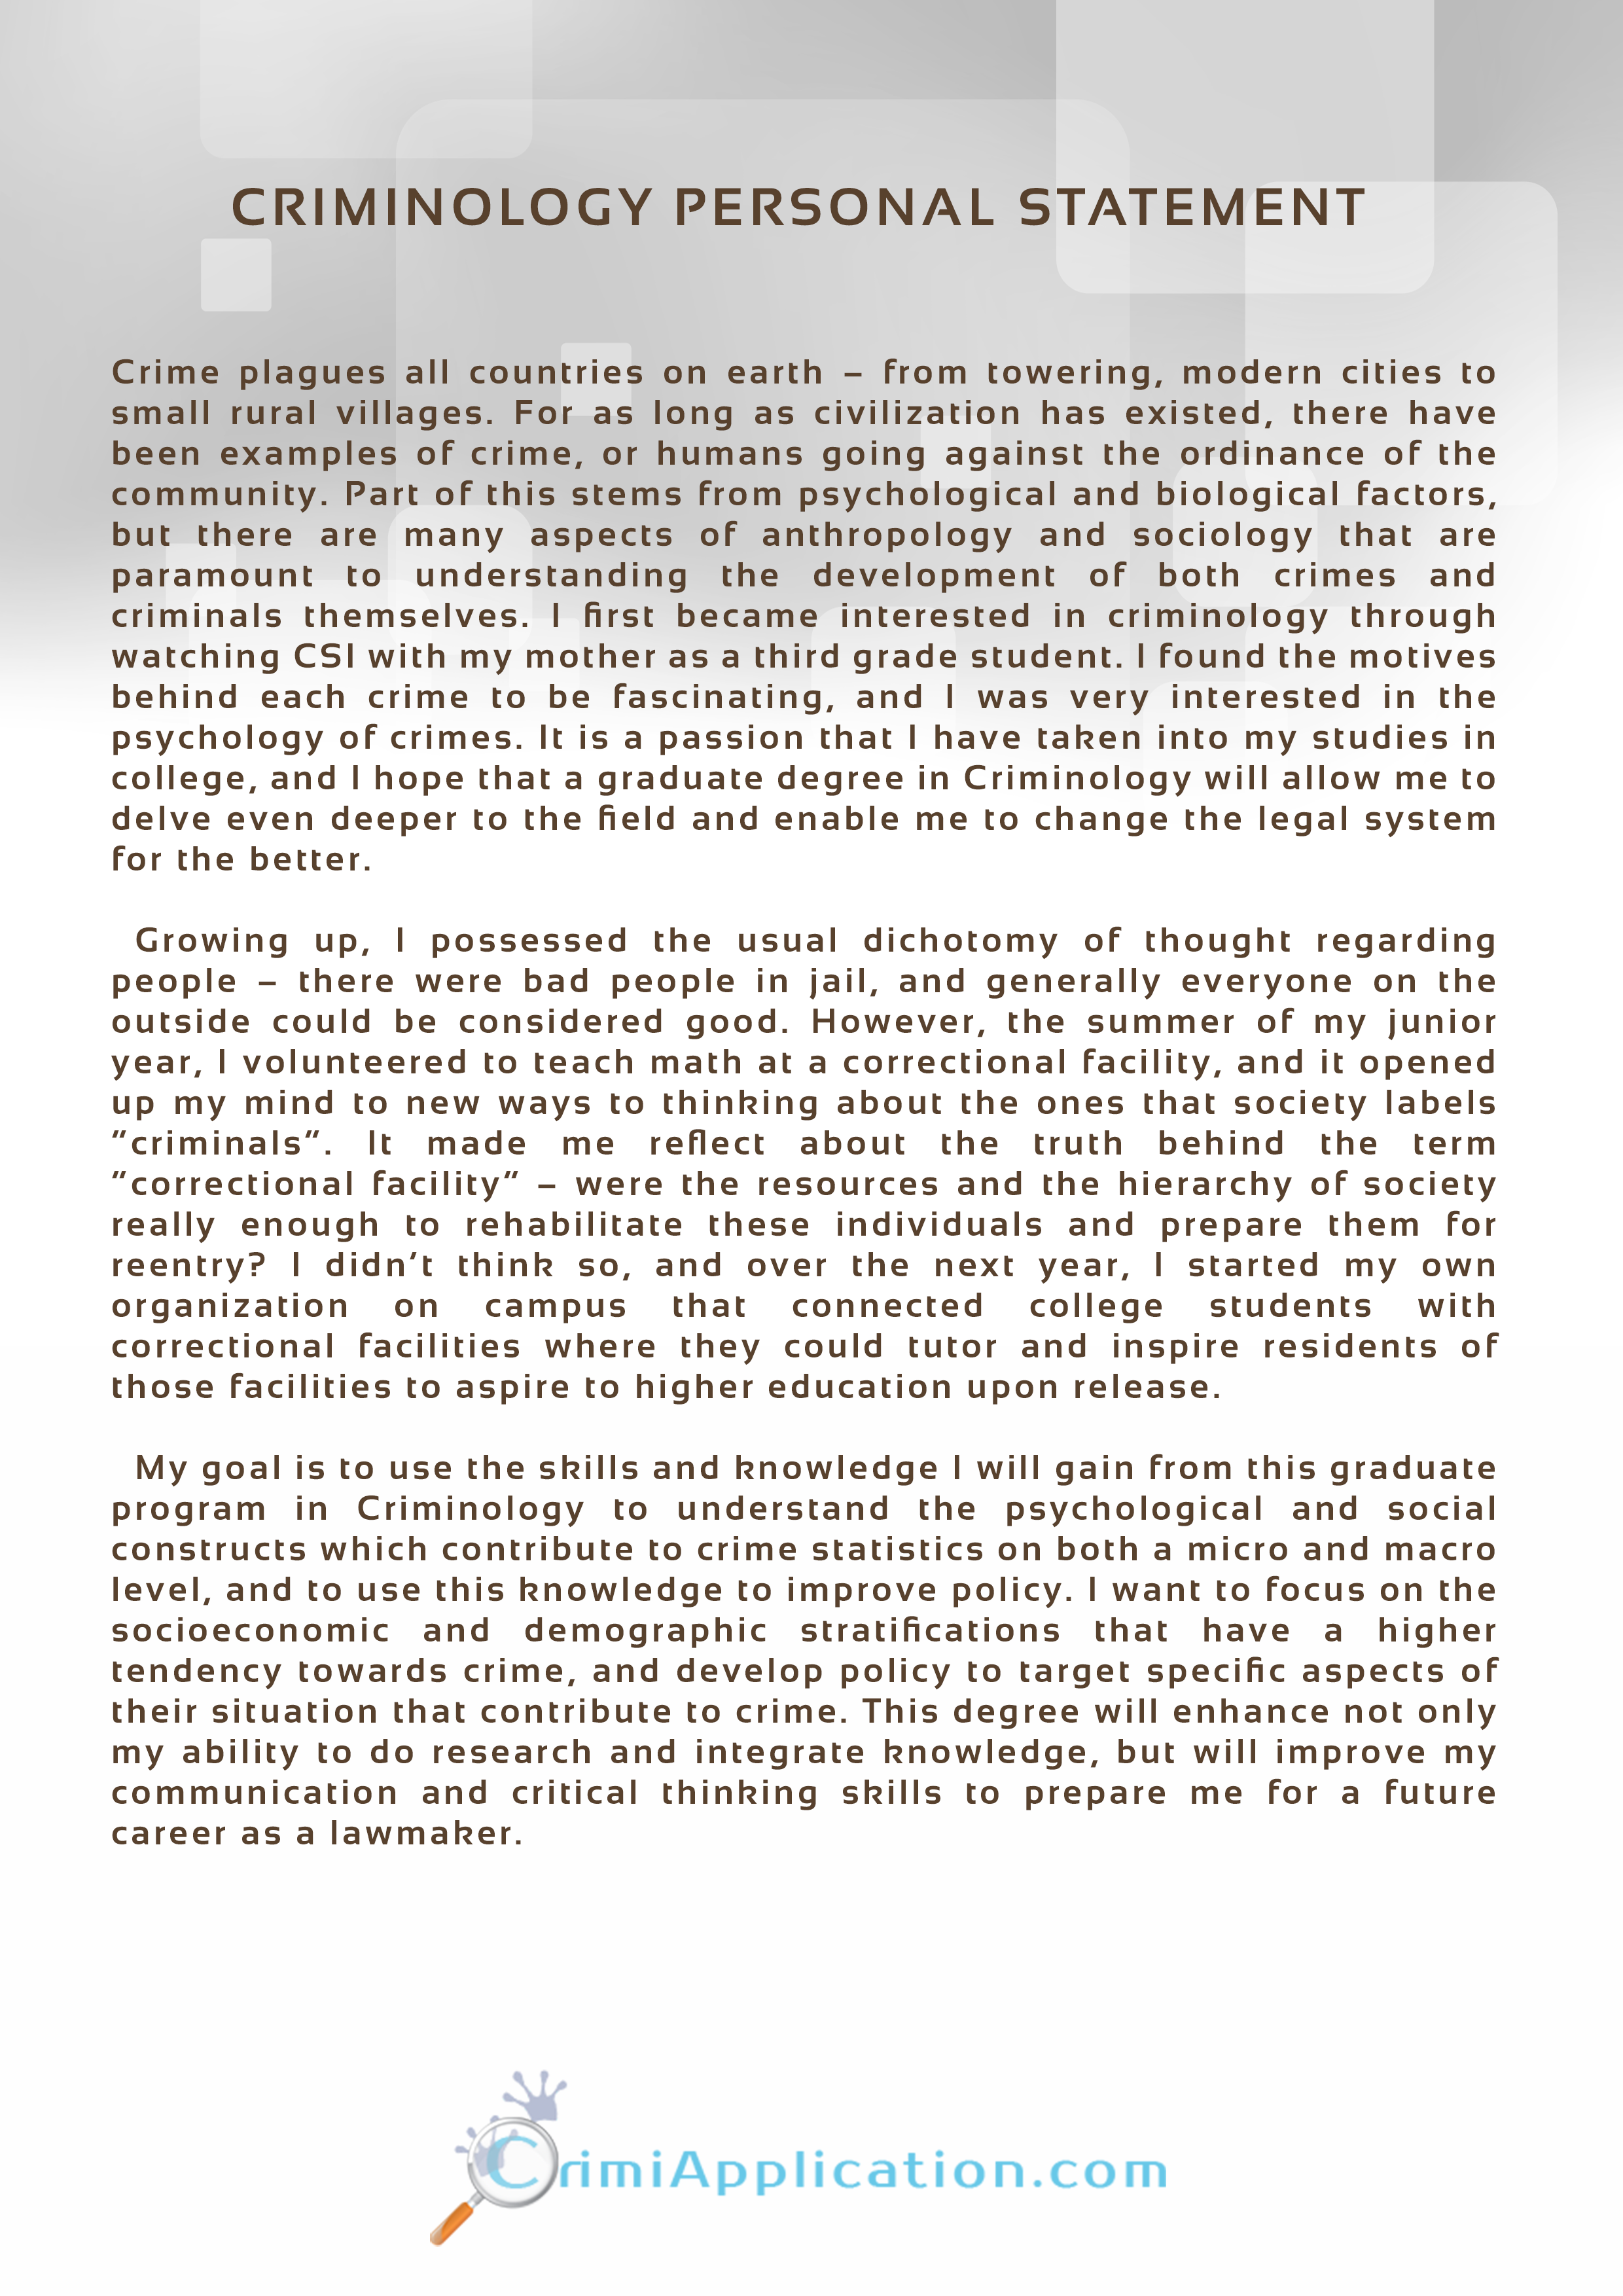 CRIMINOLOGY PERSONAL STATEMENT
Crime plagues all countries on earth – from towering, modern cities to
small rural villages. For as long as civilization has existed, there have
been examples of crime, or humans going against the ordinance of the
community. Part of this stems from psychological and biological factors,
but there are many aspects of anthropology and sociology that are
paramount to understanding the development of both crimes and
criminals themselves. I first became interested in criminology through
watching CSI with my mother as a third grade student. I found the motives
behind each crime to be fascinating, and I was very interested in the
psychology of crimes. It is a passion that I have taken into my studies in
college, and I hope that a graduate degree in Criminology will allow me to
delve even deeper to the field and enable me to change the legal system
for the better.
Growing up, I possessed the usual dichotomy of thought regarding
people – there were bad people in jail, and generally everyone on the
outside could be considered good. However, the summer of my junior
year, I volunteered to teach math at a correctional facility, and it opened
up my mind to new ways to thinking about the ones that society labels
"criminals". It made me reflect about the truth behind the term
"correctional facility" – were the resources and the hierarchy of society
really enough to rehabilitate these individuals and prepare them for
reentry? I didn't think so, and over the next year, I started my own
organization on campus that connected college students with
correctional facilities where they could tutor and inspire residents of
those facilities to aspire to higher education upon release.
My goal is to use the skills and knowledge I will gain from this graduate
program in Criminology to understand the psychological and social
constructs which contribute to crime statistics on both a micro and macro
level, and to use this knowledge to improve policy. I want to focus on the
socioeconomic and demographic stratifications that have a higher
tendency towards crime, and develop policy to target specific aspects of
their situation that contribute to crime. This degree will enhance not only
my ability to do research and integrate knowledge, but will improve my
communication and critical thinking skills to prepare me for a future
career as a lawmaker.
CrimiApplication.com